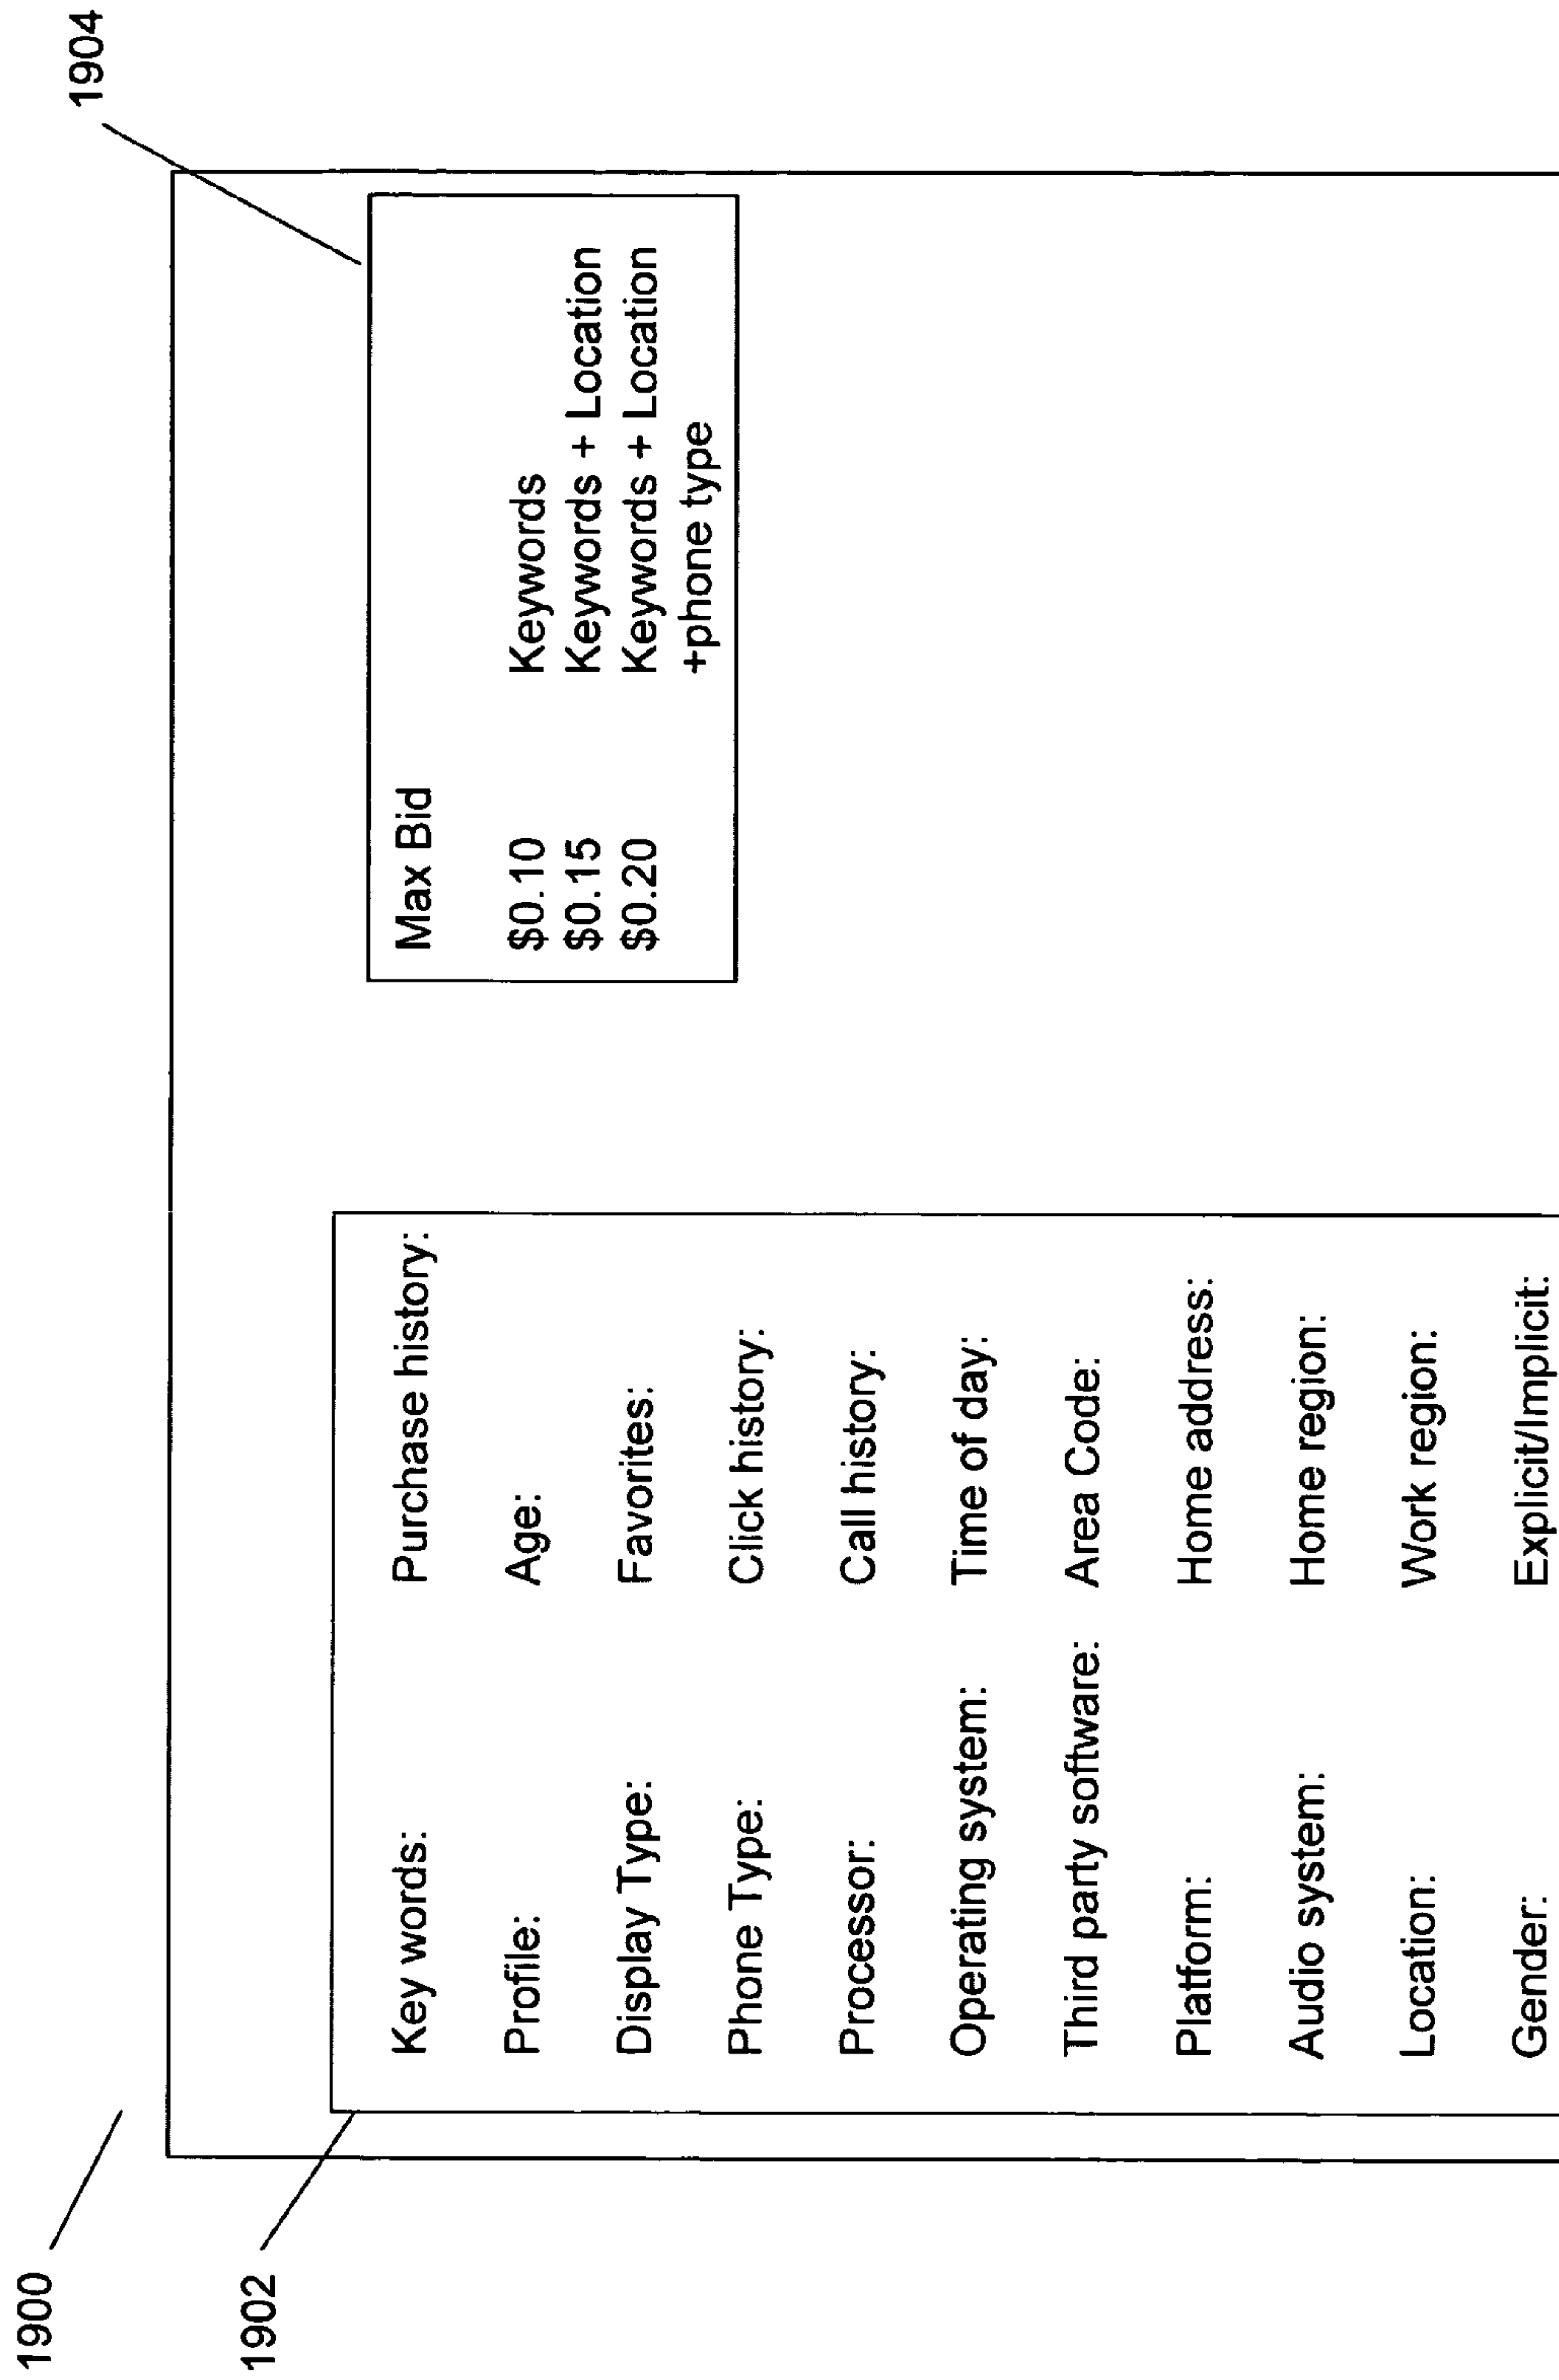 1900
1904
1902
Key words: Purchase history:
Profile: Age:
Display Type: Favorites:
Phone Type: Click history:
Processor: Call history:
Operating system: Time of day:
Third party software: Area Code:
Platform: Home address:
Audio system: Home region:
Location: Work region:
Gender: Explicit/Implicit:
Max Bid
$0.10 Keywords
$0.15 Keywords + Location
$0.20 Keywords + Location
+phone type